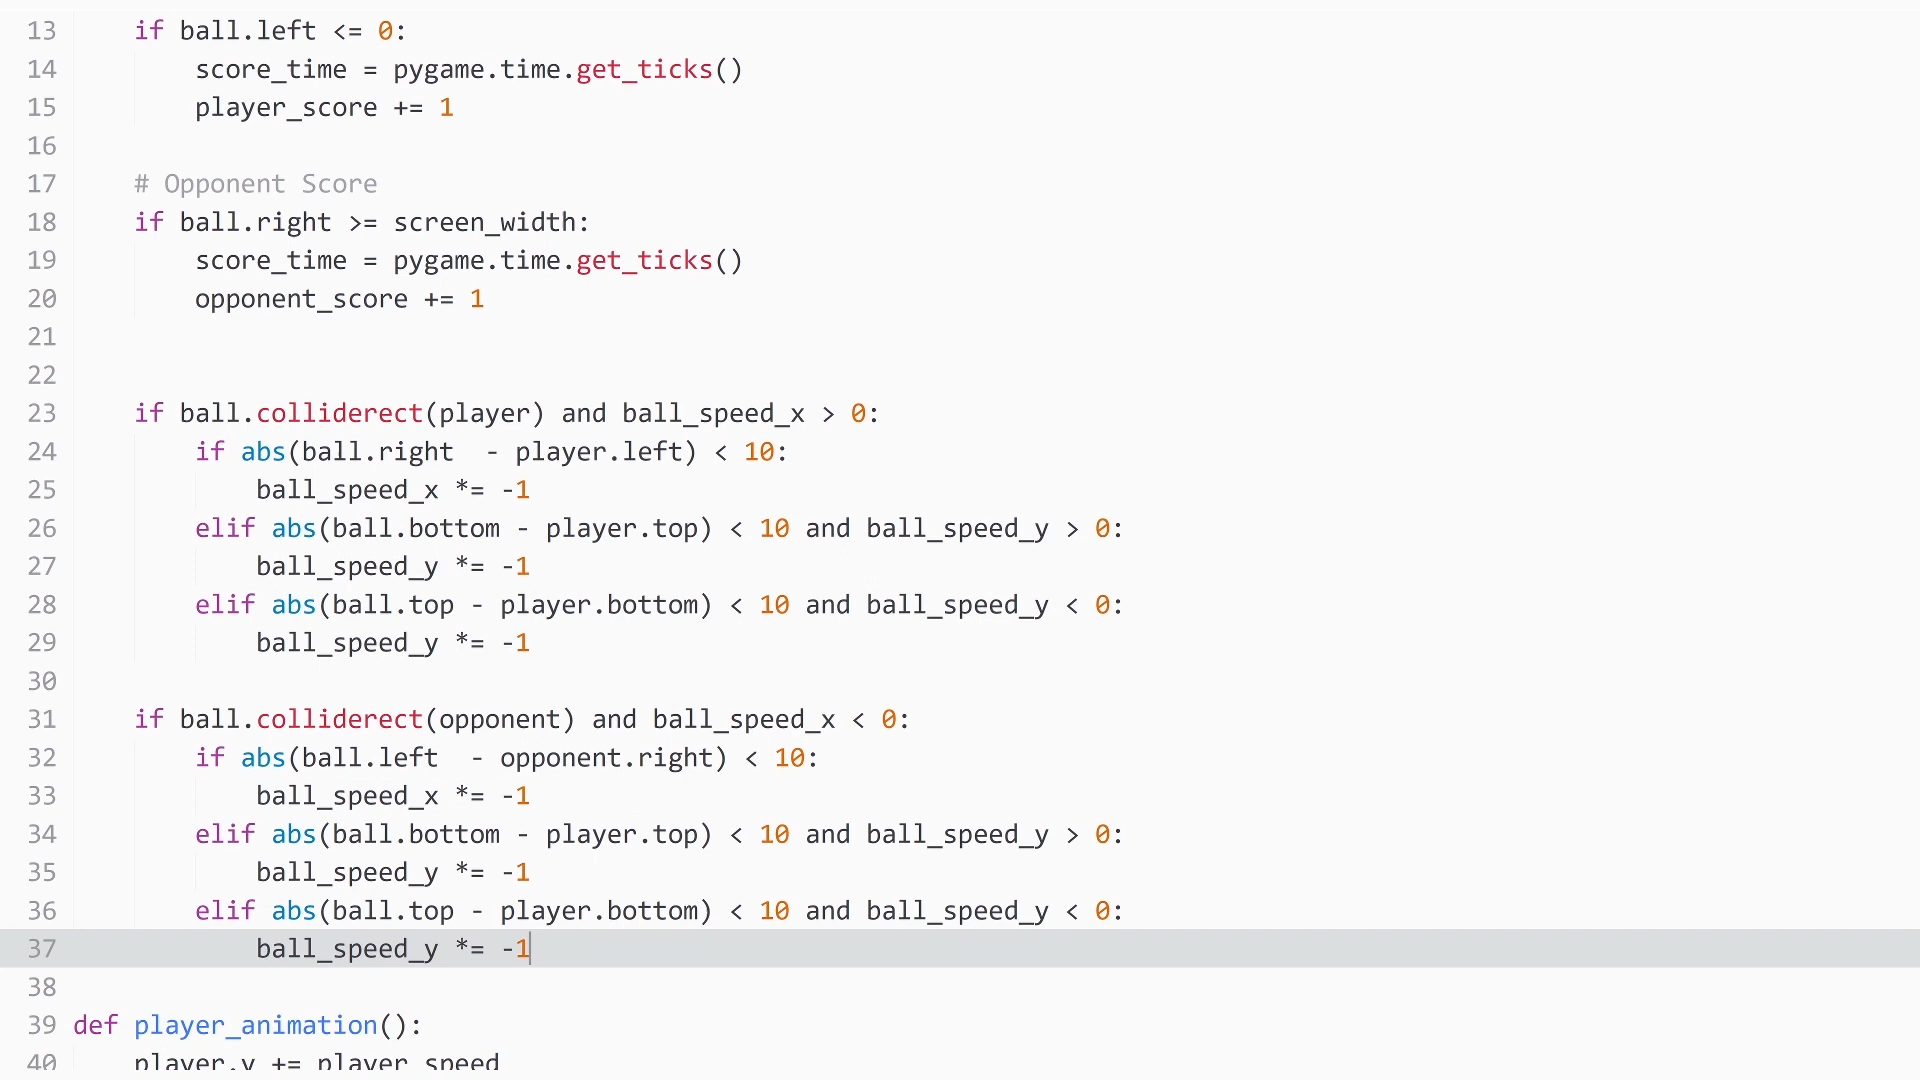 13 if ball.left <= 0:
14 score_time = pygame.time.get_ticks()
15 player_score += 1
16
17 # Opponent Score
18 if ball.right >= screen_width:
19 score_time = pygame.time.get_ticks()
20 opponent_score += 1
21
22
23 if ball.colliderect(player) and ball_speed_x > 0:
24 if abs(ball.right  - player.left) < 10:
25 ball_speed_x *= -1
26 elif abs(ball.bottom - player.top) < 10 and ball_speed_y > 0:
27 ball_speed_y *= -1
28 elif abs(ball.top - player.bottom) < 10 and ball_speed_y < 0:
29 ball_speed_y *= -1
30
31 if ball.colliderect(opponent) and ball_speed_x < 0:
32 if abs(ball.left  - opponent.right) < 10:
33 ball_speed_x *= -1
34 elif abs(ball.bottom - player.top) < 10 and ball_speed_y > 0:
35 ball_speed_y *= -1
36 elif abs(ball.top - player.bottom) < 10 and ball_speed_y < 0:
37 ball_speed_y *= -1
38
39 def player_animation():
40 player.y += player_speed